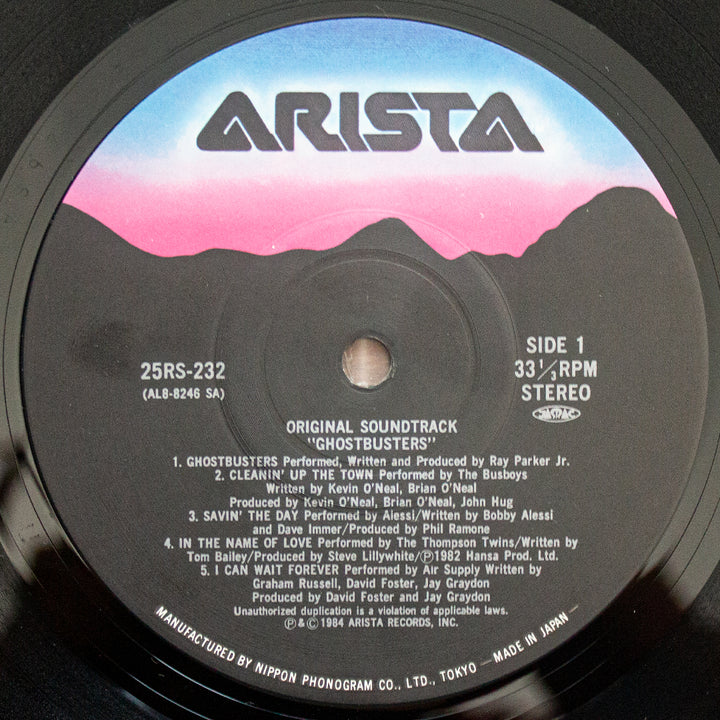 ARISTA
25RS-232
(AL8-8246 SA)
SIDE 1
33 1/3 RPM
STEREO
JASRAC
ORIGINAL SOUNDTRACK
"GHOSTBUSTERS"
1. GHOSTBUSTERS Performed, Written and Produced by Ray Parker Jr.
2. CLEANIN' UP THE TOWN Performed by The Busboys
Written by Kevin O'Neal, Brian O'Neal
Produced by Kevin O'Neal, Brian O'Neal, John Hug
3. SAVIN' THE DAY Performed by Alessi/Written by Bobby Alessi
and Dave Immer/Produced by Phil Ramone
4. IN THE NAME OF LOVE Performed by The Thompson Twins/Written by
Tom Bailey/Produced by Steve Lillywhite/Ⓟ1982 Hansa Prod. Ltd.
5. I CAN WAIT FOREVER Performed by Air Supply Written by
Graham Russell, David Foster, Jay Graydon
Produced by David Foster and Jay Graydon
Unauthorized duplication is a violation of applicable laws.
Ⓟ & © 1984 ARISTA RECORDS, INC.
MANUFACTURED BY NIPPON PHONOGRAM CO., LTD., TOKYO — MADE IN JAPAN —